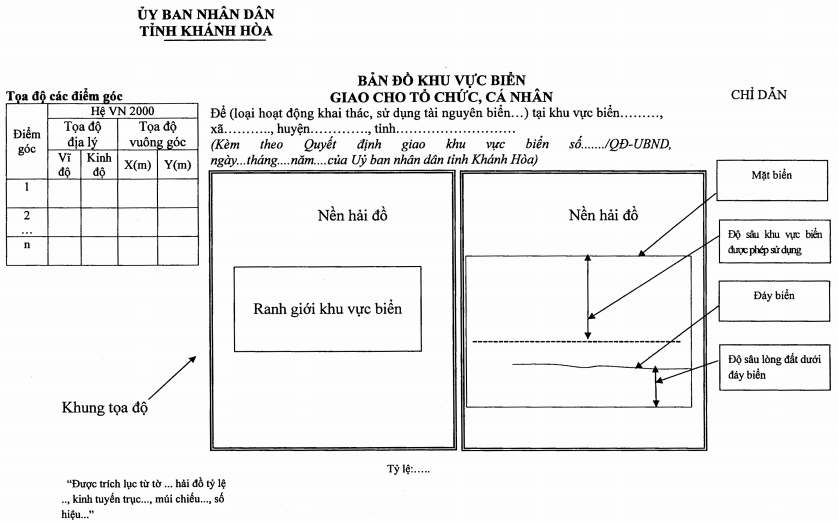 ỦY BAN NHÂN DÂN
TỈNH KHÁNH HÒA
BẢN ĐỒ KHU VỰC BIỂN
GIAO CHO TỔ CHỨC, CÁ NHÂN
CHỈ DẪN
Để (loại hoạt động khai thác, sử dụng tài nguyên biển…) tại khu vực biển………,
xã……….., huyện…………., tỉnh………………………
(Kèm theo Quyết định giao khu vực biển số......./QĐ-UBND,
ngày...tháng....năm....của Uỷ ban nhân dân tỉnh Khánh Hòa)
Tọa độ các điểm góc
Điểm góc
Hệ VN 2000
Tọa độ địa lý
Tọa độ vuông góc
Vĩ độ
Kinh độ
X(m)
Y(m)
1
2
...
n
Nền hải đồ
Ranh giới khu vực biển
Nền hải đồ
Mặt biển
Độ sâu khu vực biển
được phép sử dụng
Đáy biển
Độ sâu lòng đất dưới
đáy biển
Khung tọa độ
Tỷ lệ:.....
“Được trích lục từ tờ ... hải đồ tỷ lệ
.., kinh tuyến trục..., múi chiếu..., số
hiệu...”